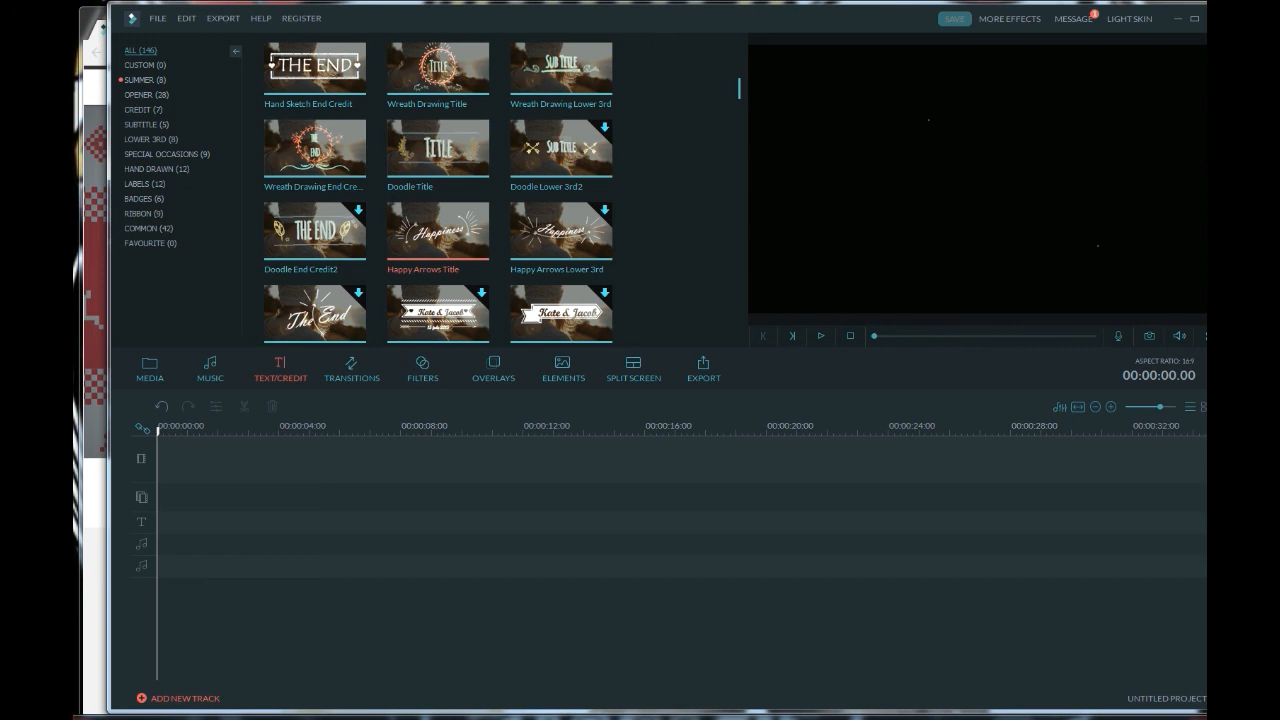 FILE EDIT EXPORT HELP REGISTER SAVE MORE EFFECTS MESSAGE 1 LIGHT SKIN
ALL (146)
CUSTOM (0)
SUMMER (8)
OPENER (28)
CREDIT (7)
SUBTITLE (5)
LOWER 3RD (8)
SPECIAL OCCASIONS (9)
HAND DRAWN (12)
LABELS (12)
BADGES (6)
RIBBON (9)
COMMON (42)
FAVOURITE (0)
THE END TITLE SUB TITLE
Hand Sketch End Credit Wreath Drawing Title Wreath Drawing Lower 3rd
THE END TITLE SUB TITLE
Wreath Drawing End Cre... Doodle Title Doodle Lower 3rd2
THE END Happiness Happiness
Doodle End Credit2 Happy Arrows Title Happy Arrows Lower 3rd
The End Kate & Jacob Kate & Jacob
MEDIA MUSIC TEXT/CREDIT TRANSITIONS FILTERS OVERLAYS ELEMENTS SPLIT SCREEN EXPORT
ASPECT RATIO: 16:9
00:00:00.00
00:00:00:00 00:00:04:00 00:00:08:00 00:00:12:00 00:00:16:00 00:00:20:00 00:00:24:00 00:00:28:00 00:00:32:00
ADD NEW TRACK UNTITLED PROJECT